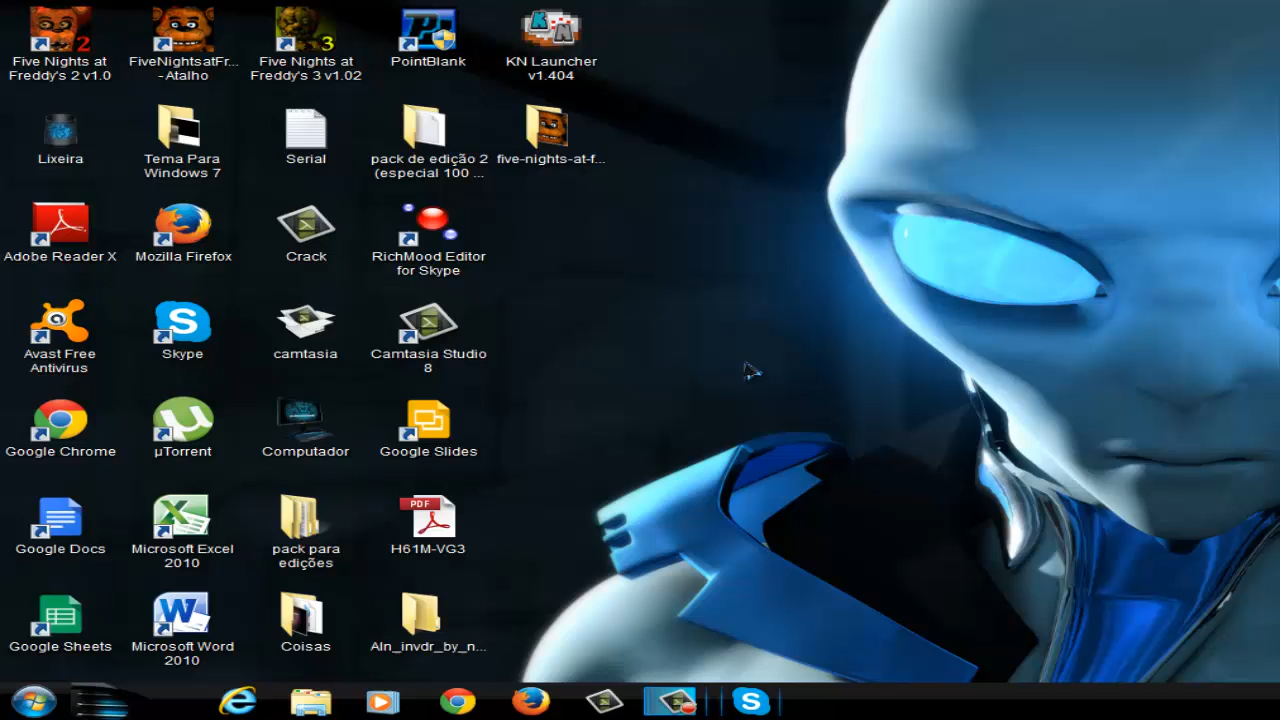 2
Five Nights at
Freddy's 2 v1.0
FiveNightsatFr...
- Atalho
3
Five Nights at
Freddy's 3 v1.02
PointBlank
K
N
KN Launcher
v1.404
Lixeira
Tema Para
Windows 7
Serial
pack de edição 2
(especial 100 ...
five-nights-at-f...
Adobe Reader X
Mozilla Firefox
Crack
RichMood Editor
for Skype
Avast Free
Antivirus
S
Skype
camtasia
Camtasia Studio
8
Google Chrome
µ
µTorrent
Computador
Google Slides
Google Docs
X
Microsoft Excel
2010
pack para
edições
PDF
H61M-VG3
Google Sheets
W
Microsoft Word
2010
Coisas
Aln_invdr_by_n...
S